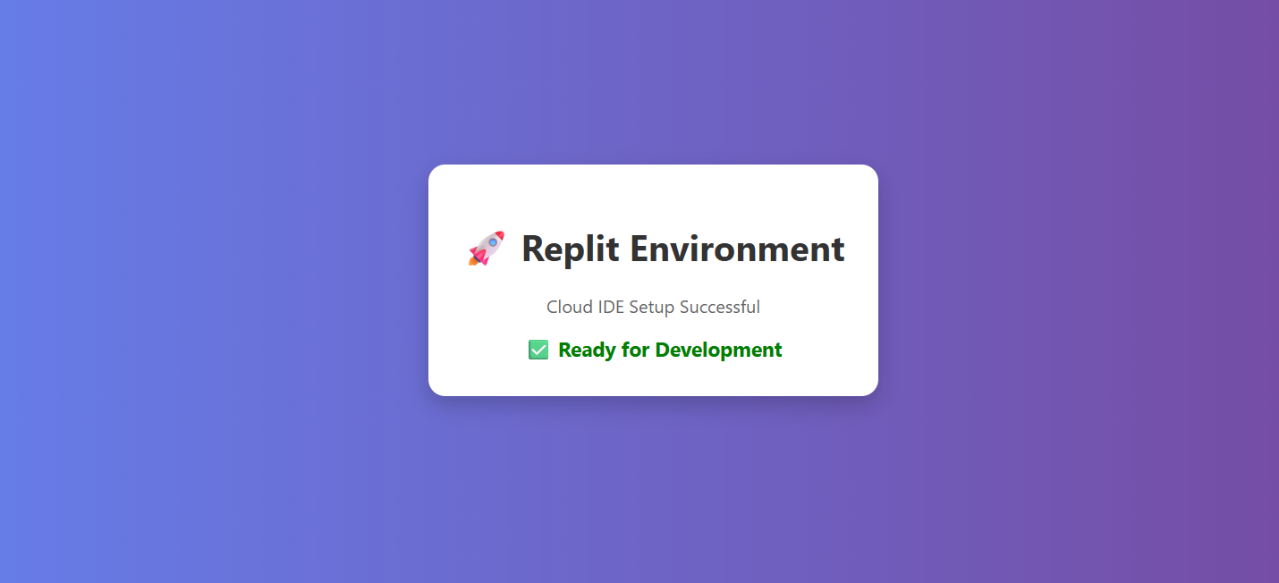 🚀 Replit Environment
Cloud IDE Setup Successful
✅ Ready for Development